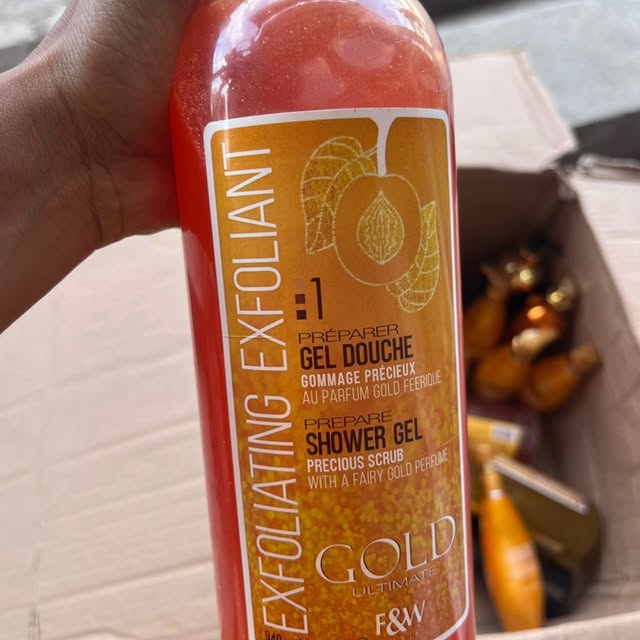 EXFOLIATING EXFOLIANT
:1
PRÉPARER
GEL DOUCHE
GOMMAGE PRÉCIEUX
AU PARFUM GOLD FEERIQUE
PREPARE
SHOWER GEL
PRECIOUS SCRUB
WITH A FAIRY GOLD PERFUME
GOLD
ULTIMATE
F&W